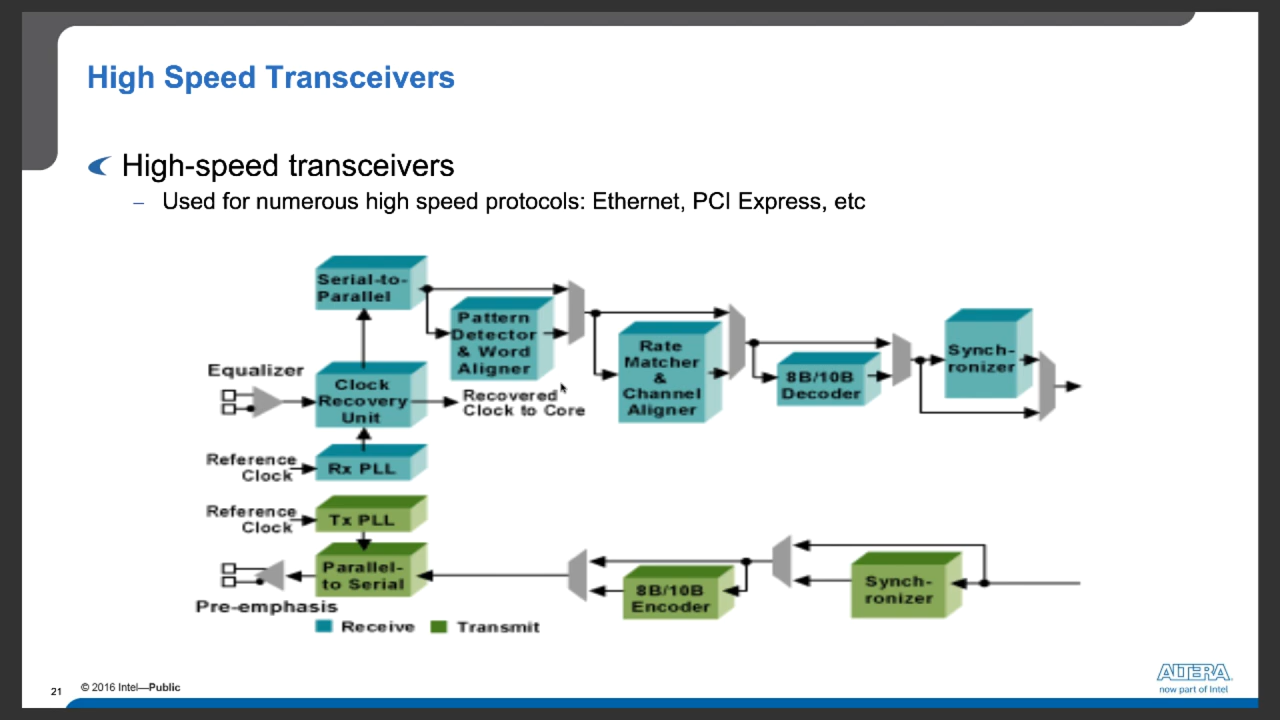 High Speed Transceivers
High-speed transceivers
– Used for numerous high speed protocols: Ethernet, PCI Express, etc
Serial-to-
Parallel
Pattern
Detector
& Word
Aligner
Rate
Matcher
&
Channel
Aligner
8B/10B
Decoder
Synch-
ronizer
Equalizer
Clock
Recovery
Unit
Recovered
Clock to Core
Reference
Clock
Rx PLL
Reference
Clock
Tx PLL
Parallel-
to Serial
8B/10B
Encoder
Synch-
ronizer
Pre-emphasis
Receive
Transmit
21
© 2016 Intel—Public
ALTERA
now part of Intel